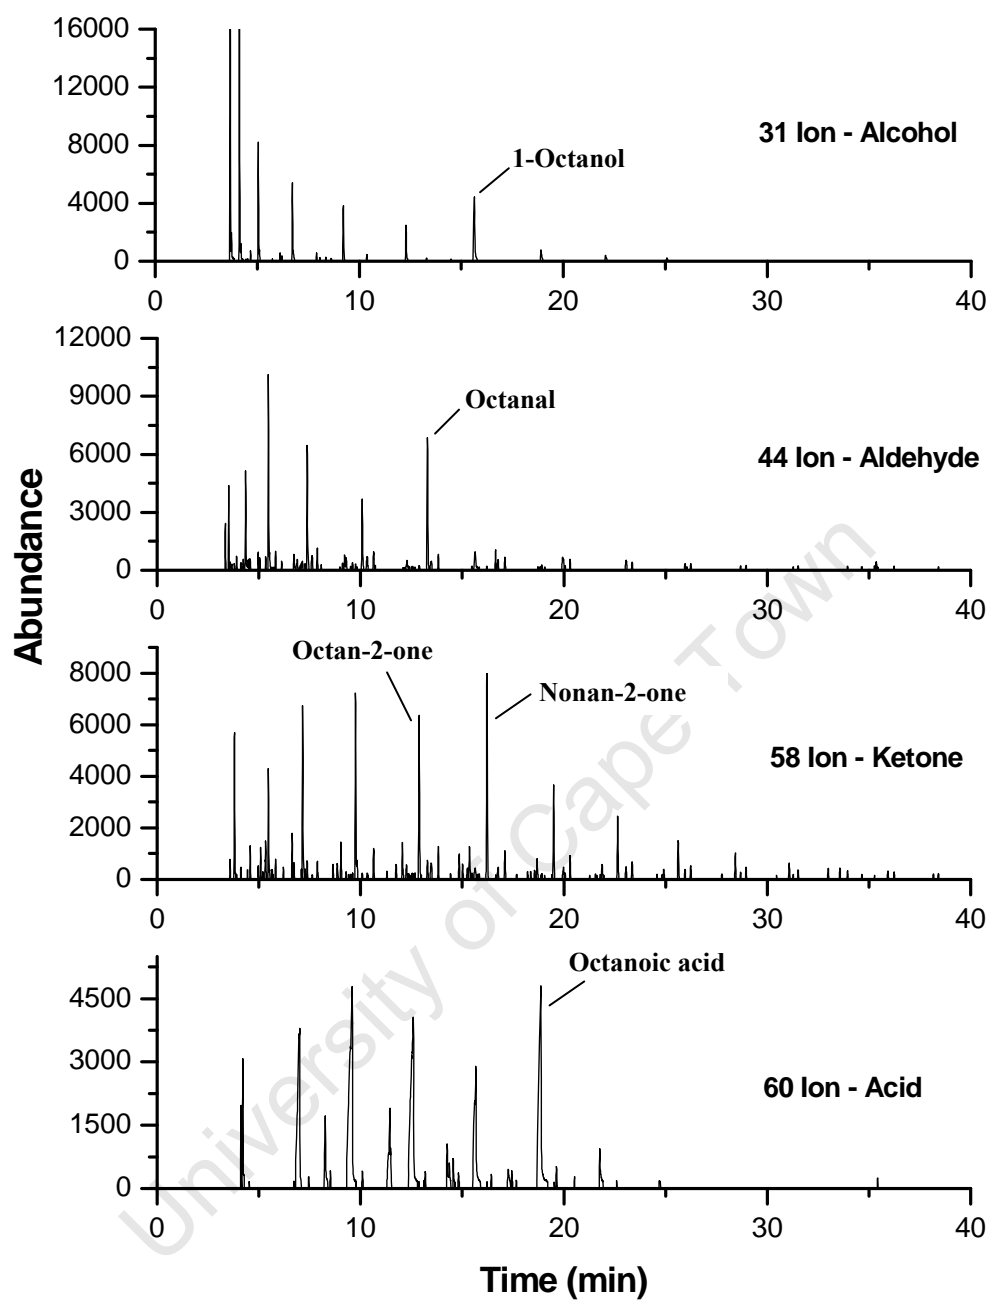 16000
12000
8000
4000
0
31 Ion - Alcohol
1-Octanol
0 10 20 30 40
12000
9000
6000
3000
0
Octanal
44 Ion - Aldehyde
0 10 20 30 40
Abundance
8000
6000
4000
2000
0
Octan-2-one
Nonan-2-one
58 Ion - Ketone
0 10 20 30 40
4500
3000
1500
0
Octanoic acid
60 Ion - Acid
0 10 20 30 40
Time (min)
University of Cape Town